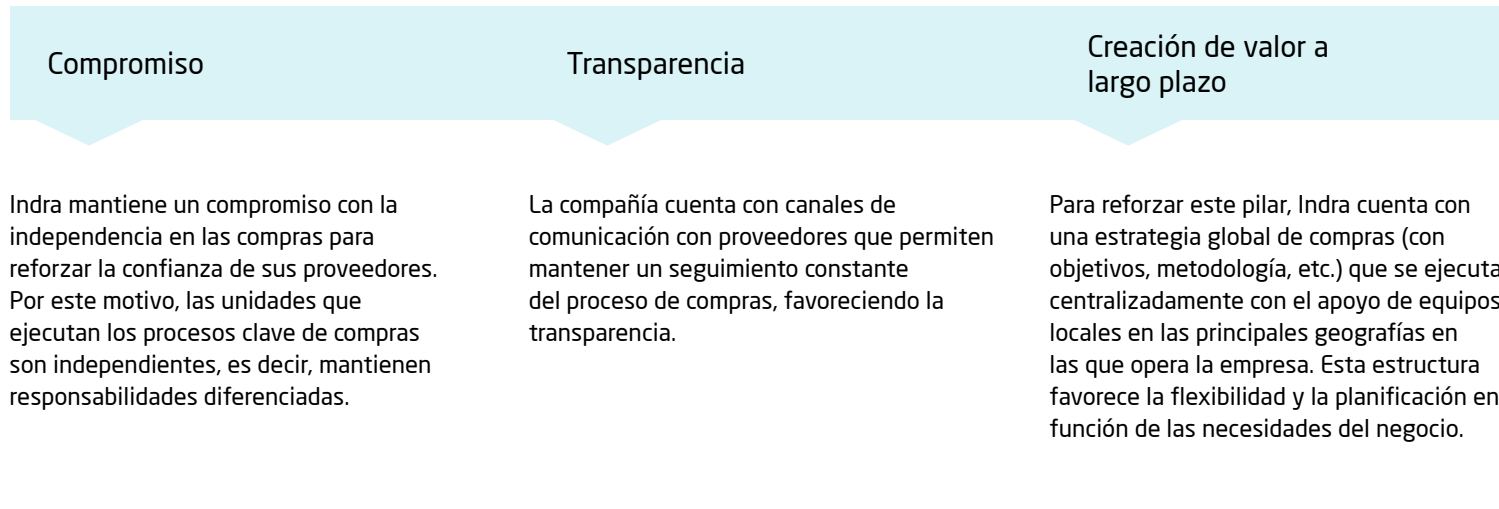 Compromiso
Transparencia
Creación de valor a
largo plazo
Indra mantiene un compromiso con la
independencia en las compras para
reforzar la confianza de sus proveedores.
Por este motivo, las unidades que
ejecutan los procesos clave de compras
son independientes, es decir, mantienen
responsabilidades diferenciadas.
La compañía cuenta con canales de
comunicación con proveedores que permiten
mantener un seguimiento constante
del proceso de compras, favoreciendo la
transparencia.
Para reforzar este pilar, Indra cuenta con
una estrategia global de compras (con
objetivos, metodología, etc.) que se ejecuta
centralizadamente con el apoyo de equipos
locales en las principales geografías en
las que opera la empresa. Esta estructura
favorece la flexibilidad y la planificación en
función de las necesidades del negocio.